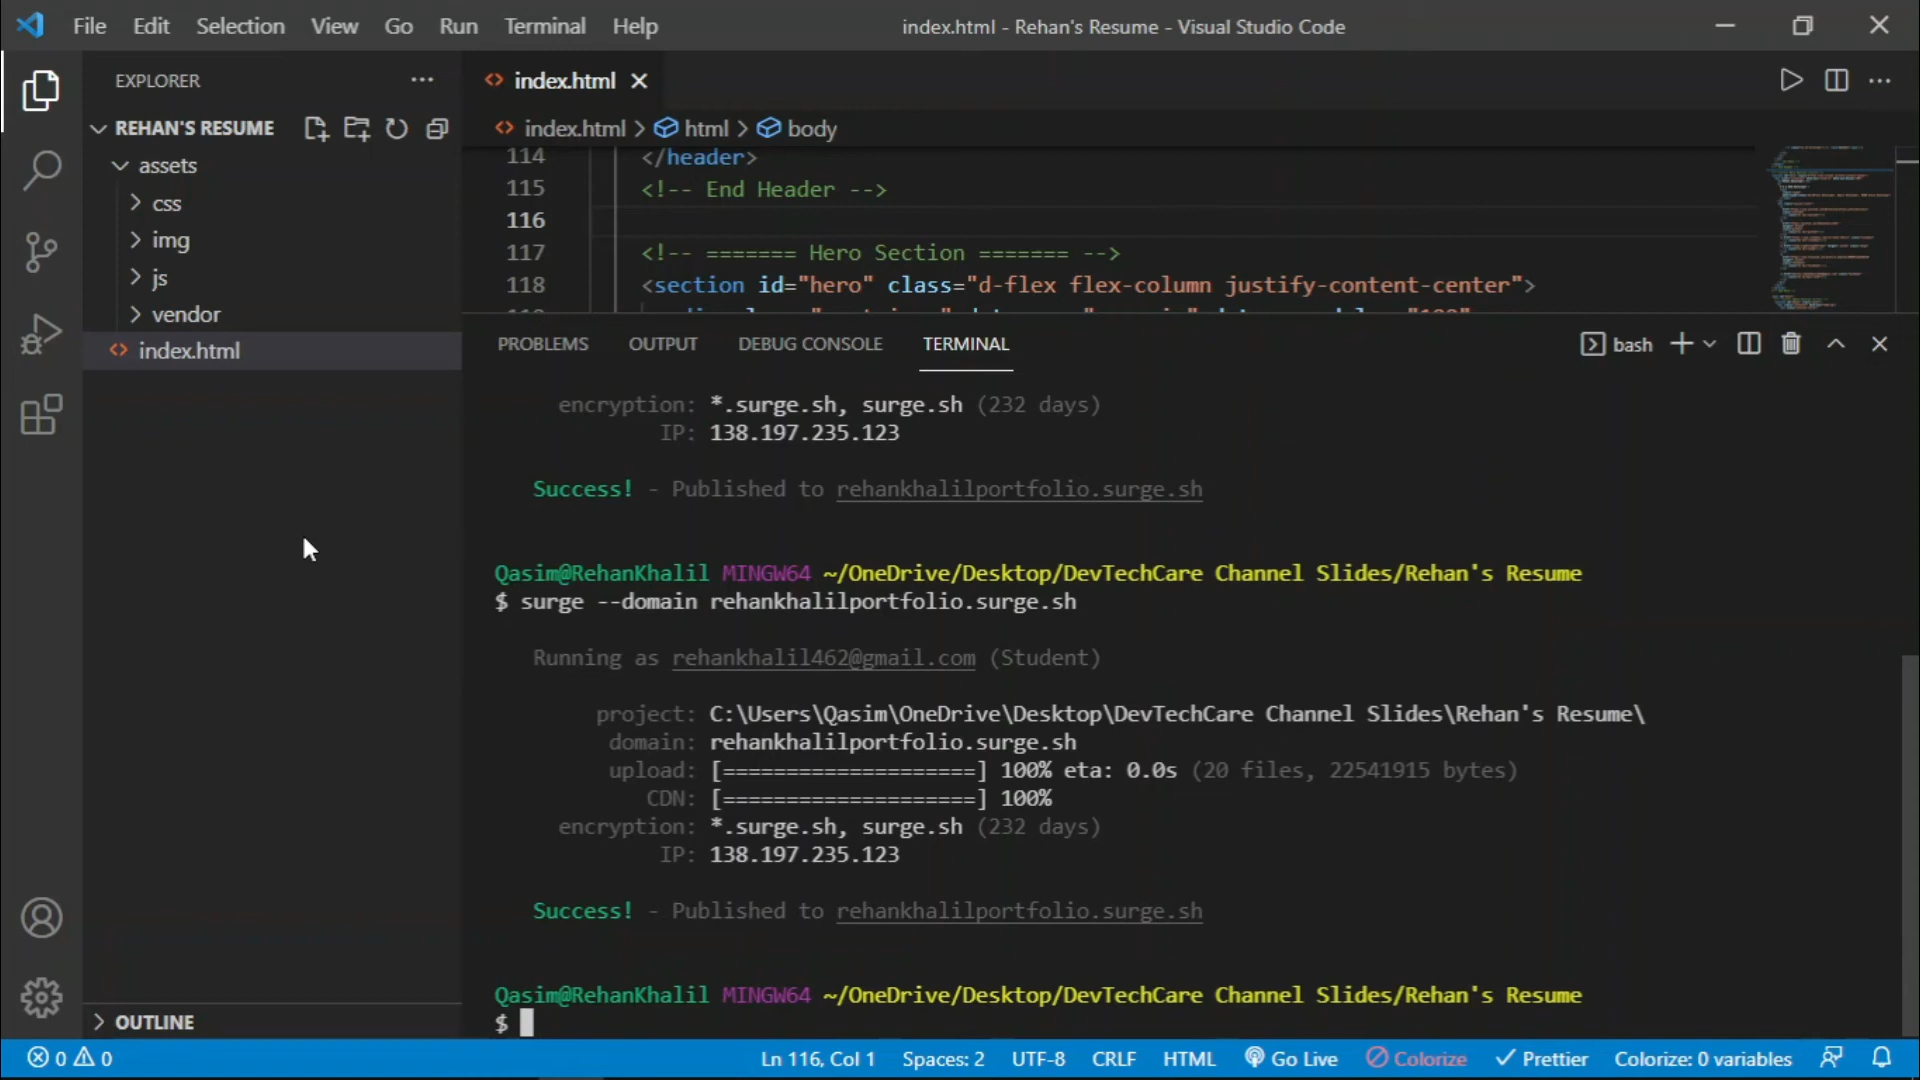 File Edit Selection View Go Run Terminal Help index.html - Rehan's Resume - Visual Studio Code
EXPLORER
REHAN'S RESUME
assets
css
img
js
vendor
index.html
OUTLINE
index.html
index.html > html > body
114 </header>
115 <!-- End Header -->
116
117 <!-- ======= Hero Section ======= -->
118 <section id="hero" class="d-flex flex-column justify-content-center">
PROBLEMS OUTPUT DEBUG CONSOLE TERMINAL bash
encryption: *.surge.sh, surge.sh (232 days)
IP: 138.197.235.123
Success! - Published to rehankhalilportfolio.surge.sh
Qasim@RehanKhalil MINGW64 ~/OneDrive/Desktop/DevTechCare Channel Slides/Rehan's Resume
$ surge --domain rehankhalilportfolio.surge.sh
Running as rehankhalil462@gmail.com (Student)
project: C:\Users\Qasim\OneDrive\Desktop\DevTechCare Channel Slides\Rehan's Resume\
domain: rehankhalilportfolio.surge.sh
upload: [====================] 100% eta: 0.0s (20 files, 22541915 bytes)
CDN: [====================] 100%
encryption: *.surge.sh, surge.sh (232 days)
IP: 138.197.235.123
Success! - Published to rehankhalilportfolio.surge.sh
Qasim@RehanKhalil MINGW64 ~/OneDrive/Desktop/DevTechCare Channel Slides/Rehan's Resume
$
0 0 Ln 116, Col 1 Spaces: 2 UTF-8 CRLF HTML Go Live Colorize Prettier Colorize: 0 variables